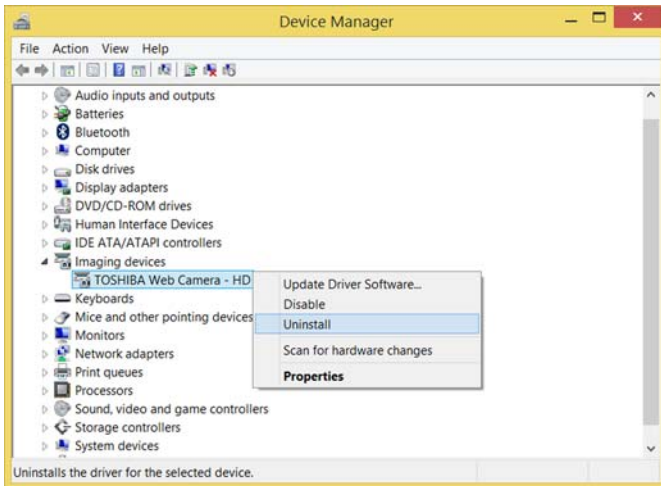 Device Manager
File Action View Help
Audio inputs and outputs
Batteries
Bluetooth
Computer
Disk drives
Display adapters
DVD/CD-ROM drives
Human Interface Devices
IDE ATA/ATAPI controllers
Imaging devices
TOSHIBA Web Camera - HD
Keyboards
Mice and other pointing devices
Monitors
Network adapters
Print queues
Processors
Sound, video and game controllers
Storage controllers
System devices
Update Driver Software...
Disable
Uninstall
Scan for hardware changes
Properties
Uninstalls the driver for the selected device.